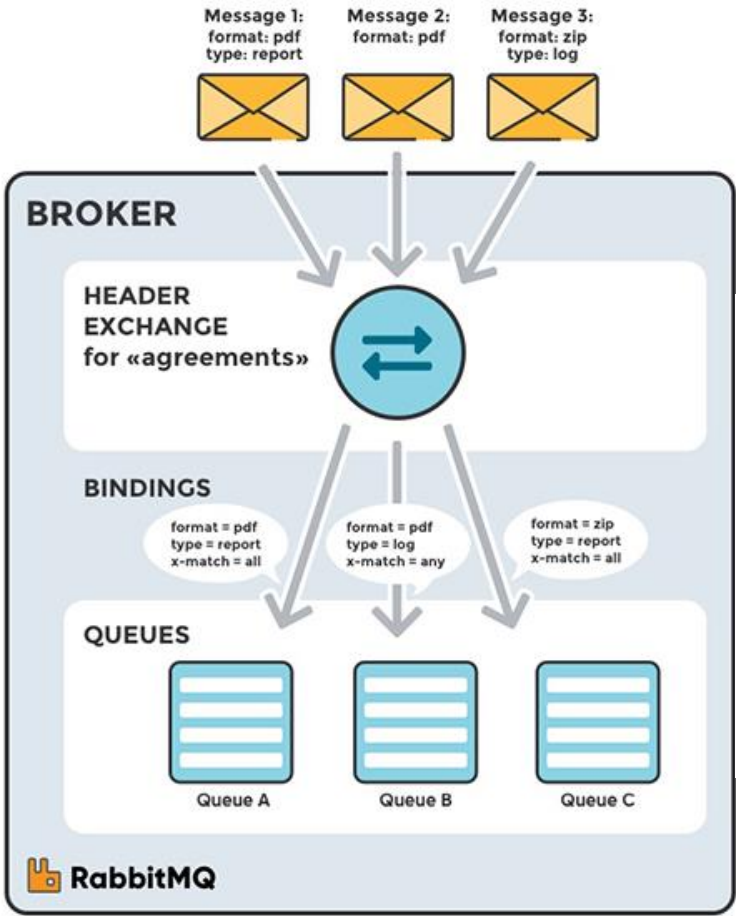 Message 1:
format: pdf
type: report
Message 2:
format: pdf
Message 3:
format: zip
type: log
BROKER
HEADER
EXCHANGE
for «agreements»
BINDINGS
format = pdf
type = report
x-match = all
format = pdf
type = log
x-match = any
format = zip
type = report
x-match = all
QUEUES
Queue A
Queue B
Queue C
RabbitMQ